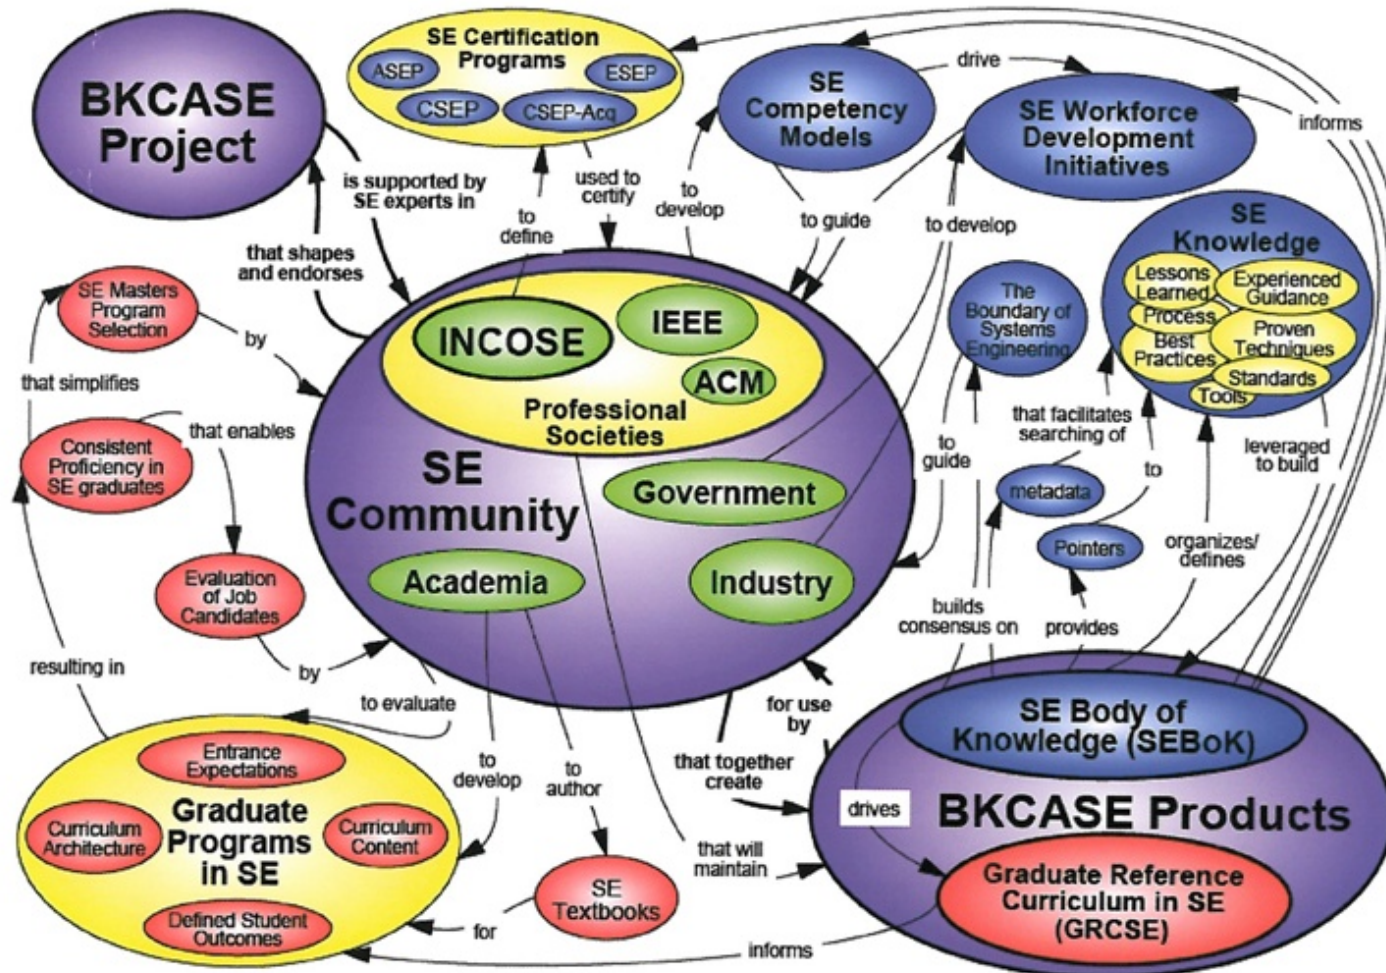 BKCASE
Project
SE Certification
Programs
ASEP
ESEP
CSEP
CSEP-Acq
SE
Competency
Models
drive
SE Workforce
Development
Initiatives
informs
is supported by
SE experts in
used to
certify
to
develop
to
define
to guide
to develop
that shapes
and endorses
SE
Knowledge
Lessons
Learned
Experienced
Guidance
Process
Best
Practices
Proven
Techniques
Standards
Tools
SE Masters
Program
Selection
by
that simplifies
The
Boundary of
Systems
Engineering
INCOSE
IEEE
ACM
Professional
Societies
SE
Community
Government
Academia
Industry
Consistent
Proficiency in
SE graduates
that enables
Evaluation
of Job
Candidates
by
resulting in
to
guide
that facilitates
searching of
to
leveraged
to build
metadata
Pointers
organizes/
defines
builds
consensus on
provides
to evaluate
to
develop
to
author
for use
by
that together
create
that will
maintain
Entrance
Expectations
Graduate
Programs
in SE
Curriculum
Architecture
Curriculum
Content
Defined Student
Outcomes
SE
Textbooks
for
informs
SE Body of
Knowledge (SEBoK)
drives
BKCASE Products
Graduate Reference
Curriculum in SE
(GRCSE)